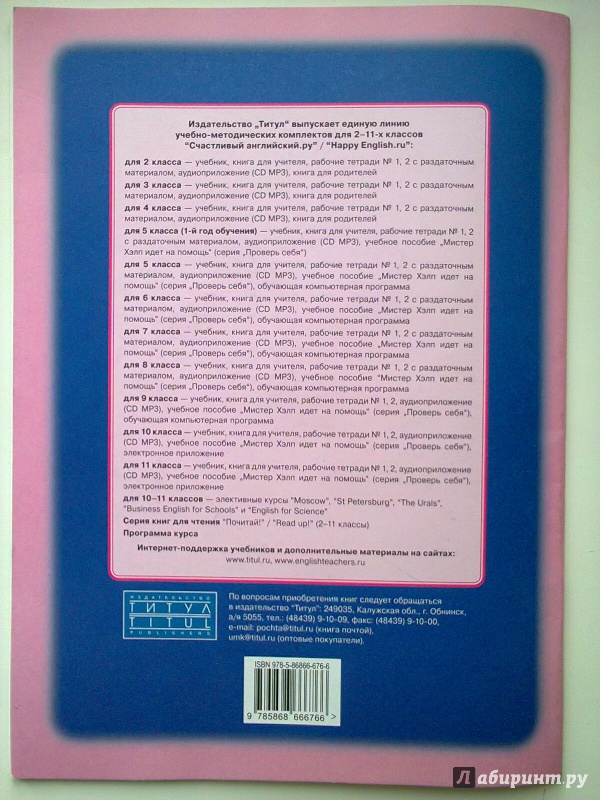 Издательство „Титул“ выпускает единую линию
учебно-методических комплектов для 2–11-х классов
“Счастливый английский.ру” / “Happy English.ru”:
для 2 класса — учебник, книга для учителя, рабочие тетради № 1, 2 с раздаточным
материалом, аудиоприложение (CD MP3), книга для родителей
для 3 класса — учебник, книга для учителя, рабочие тетради № 1, 2 с раздаточным
материалом, аудиоприложение (CD MP3), книга для родителей
для 4 класса — учебник, книга для учителя, рабочие тетради № 1, 2 с раздаточным
материалом, аудиоприложение (CD MP3), книга для родителей
для 5 класса (1-й год обучения) — учебник, книга для учителя, рабочие тетради № 1, 2
с раздаточным материалом, аудиоприложение (CD MP3), учебное пособие „Мистер
Хэлп идет на помощь” (серия „Проверь себя“)
для 5 класса — учебник, книга для учителя, рабочие тетради № 1, 2 с раздаточным
материалом, аудиоприложение (CD MP3), учебное пособие „Мистер Хэлп идет на
помощь” (серия „Проверь себя“), обучающая компьютерная программа
для 6 класса — учебник, книга для учителя, рабочие тетради № 1, 2 с раздаточным
материалом, аудиоприложение (CD MP3), учебное пособие „Мистер Хэлп идет на
помощь” (серия „Проверь себя“), обучающая компьютерная программа
для 7 класса — учебник, книга для учителя, рабочие тетради № 1, 2 с раздаточным
материалом, аудиоприложение (CD MP3), учебное пособие „Мистер Хэлп идет на
помощь” (серия „Проверь себя“), обучающая компьютерная программа
для 8 класса — учебник, книга для учителя, рабочие тетради № 1, 2 с раздаточным
материалом, аудиоприложение (CD MP3), учебное пособие „Мистер Хэлп идет на
помощь” (серия „Проверь себя“), обучающая компьютерная программа
для 9 класса — учебник, книга для учителя, рабочие тетради № 1, 2, аудиоприложение
(CD MP3), учебное пособие „Мистер Хэлп идет на помощь” (серия „Проверь себя“),
обучающая компьютерная программа
для 10 класса — учебник, книга для учителя, рабочие тетради № 1, 2, аудиоприложение
(CD MP3), учебное пособие „Мистер Хэлп идет на помощь” (серия „Проверь себя“),
электронное приложение
для 11 класса — учебник, книга для учителя, рабочие тетради № 1, 2, аудиоприложение
(CD MP3), учебное пособие „Мистер Хэлп идет на помощь” (серия „Проверь себя“),
электронное приложение
для 10–11 классов — элективные курсы “Moscow”, “St Petersburg”, “The Urals”,
“Business English for Schools” и “English for Science”
Серия книг для чтения “Почитай!” / “Read up!” (2–11 классы)
Программа курса
Интернет-поддержка учебников и дополнительные материалы на сайтах:
www.titul.ru, www.englishteachers.ru
ИЗДАТЕЛЬСТВО
ТИТУЛ
TITUL
PUBLISHERS
По вопросам приобретения книг следует обращаться
в издательство “Титул”: 249035, Калужская обл., г. Обнинск,
а/я 5055, тел.: (48439) 9-10-09, факс: (48439) 9-10-00,
e-mail: pochta@titul.ru (книга почтой),
umk@titul.ru (оптовые покупатели).
ISBN 978-5-86866-676-6
9 785868 666766 >
Лабиринт.ру